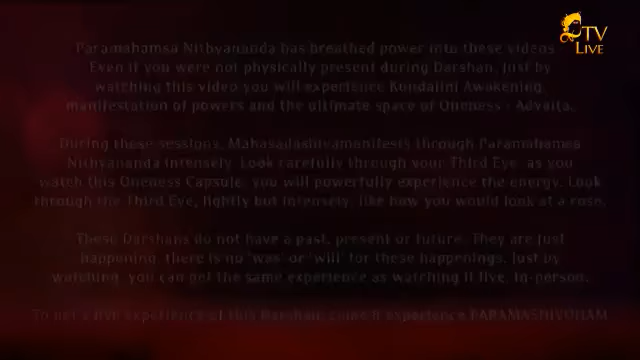 TV
LIVE
Paramahamsa Nithyananda has breathed power into these videos.
Even if you were not physically present during Darshan, just by
watching this video you will experience Kundalini Awakening,
manifestation of powers and the ultimate space of Oneness - Advaita.
During these sessions, Mahasadashiva manifests through Paramahamsa
Nithyananda intensely. Look carefully through your Third Eye, as you
watch this Oneness Capsule, you will powerfully experience the energy. Look
through the Third Eye, lightly but intensely, like how you would look at a rose.
These Darshans do not have a past, present or future. They are just
happening, there is no 'was' or 'will' for these happenings. Just by
watching, you can get the same experience as watching it live, in-person.
To get a live experience of this Darshan, come & experience PARAMASHIVOHAM